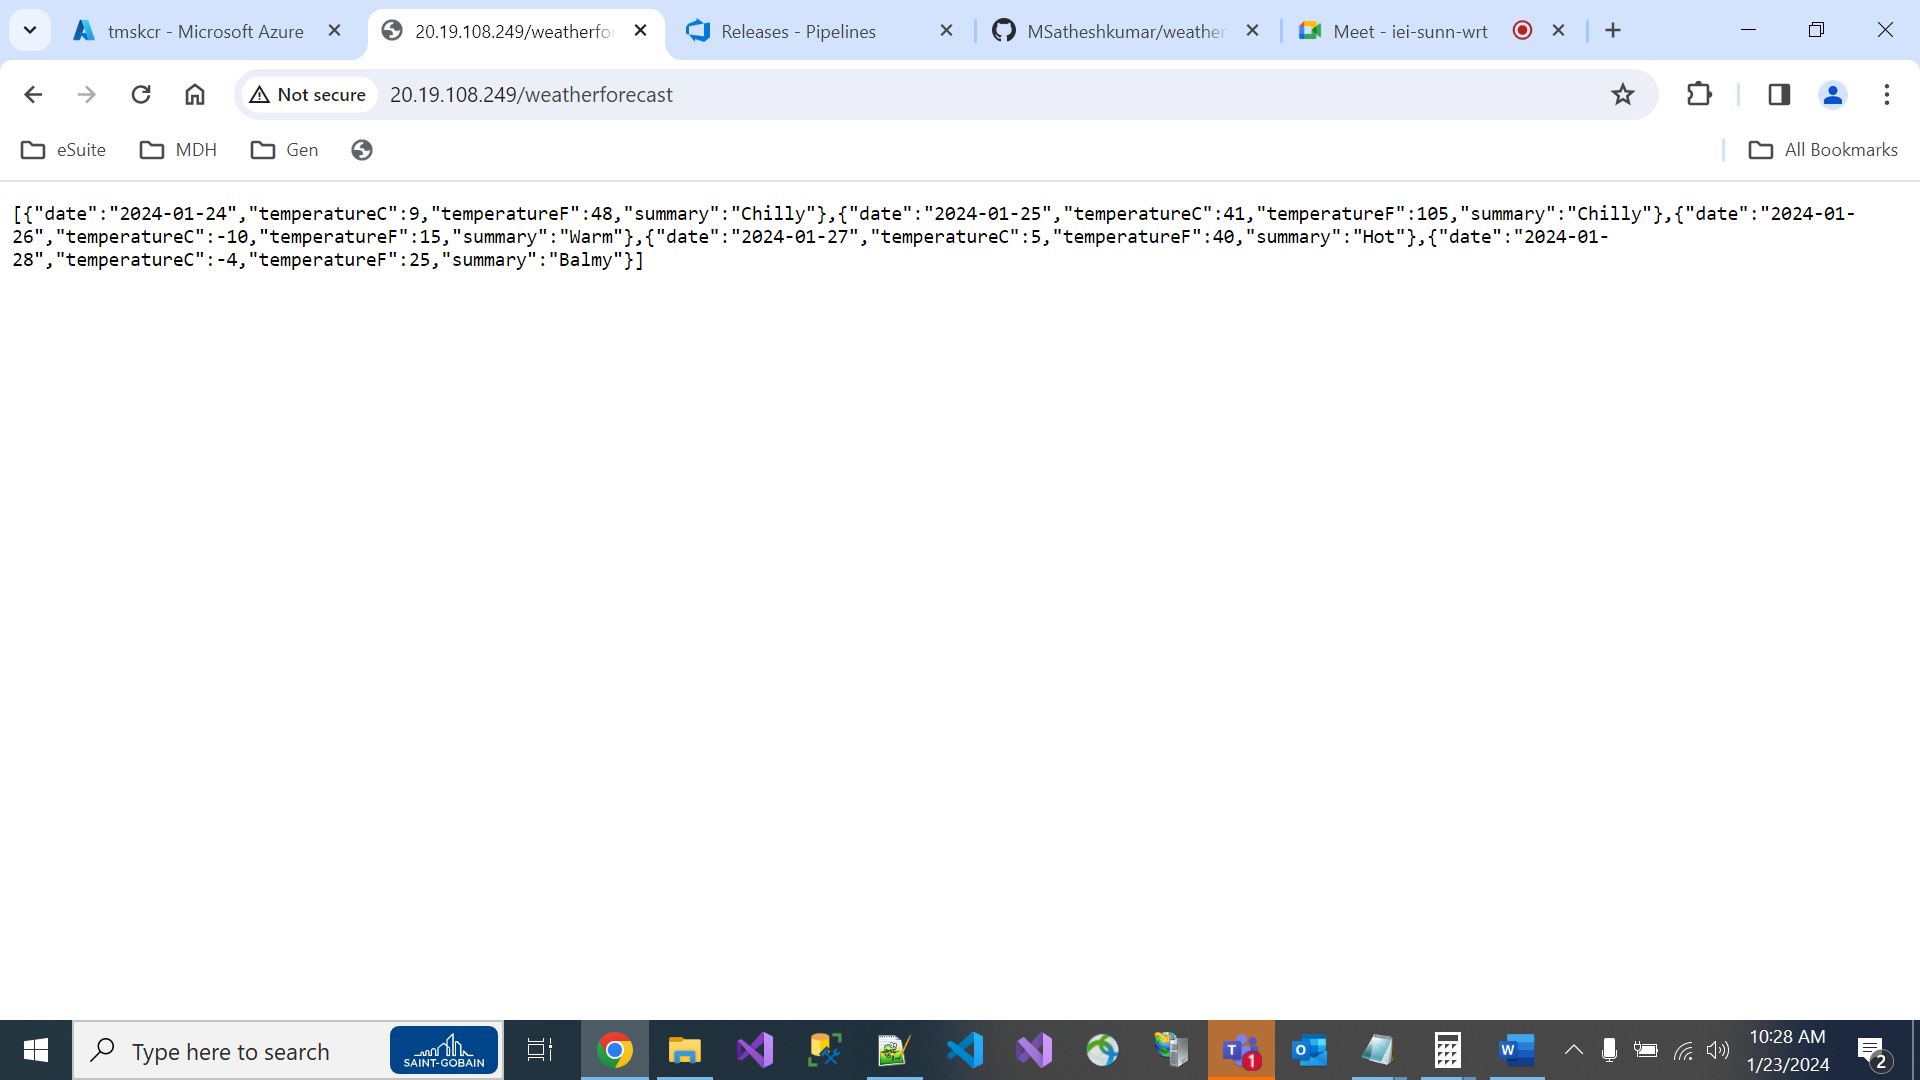 tmskcr - Microsoft Azure
20.19.108.249/weatherfo
Releases - Pipelines
MSatheshkumar/weather
Meet - iei-sunn-wrt
Not secure
20.19.108.249/weatherforecast
eSuite
MDH
Gen
All Bookmarks
[{"date":"2024-01-24","temperatureC":9,"temperatureF":48,"summary":"Chilly"},{"date":"2024-01-25","temperatureC":41,"temperatureF":105,"summary":"Chilly"},{"date":"2024-01-
26","temperatureC":-10,"temperatureF":15,"summary":"Warm"},{"date":"2024-01-27","temperatureC":5,"temperatureF":40,"summary":"Hot"},{"date":"2024-01-
28","temperatureC":-4,"temperatureF":25,"summary":"Balmy"}]
Type here to search
SAINT-GOBAIN
T
1
O
W
10:28 AM
1/23/2024
2